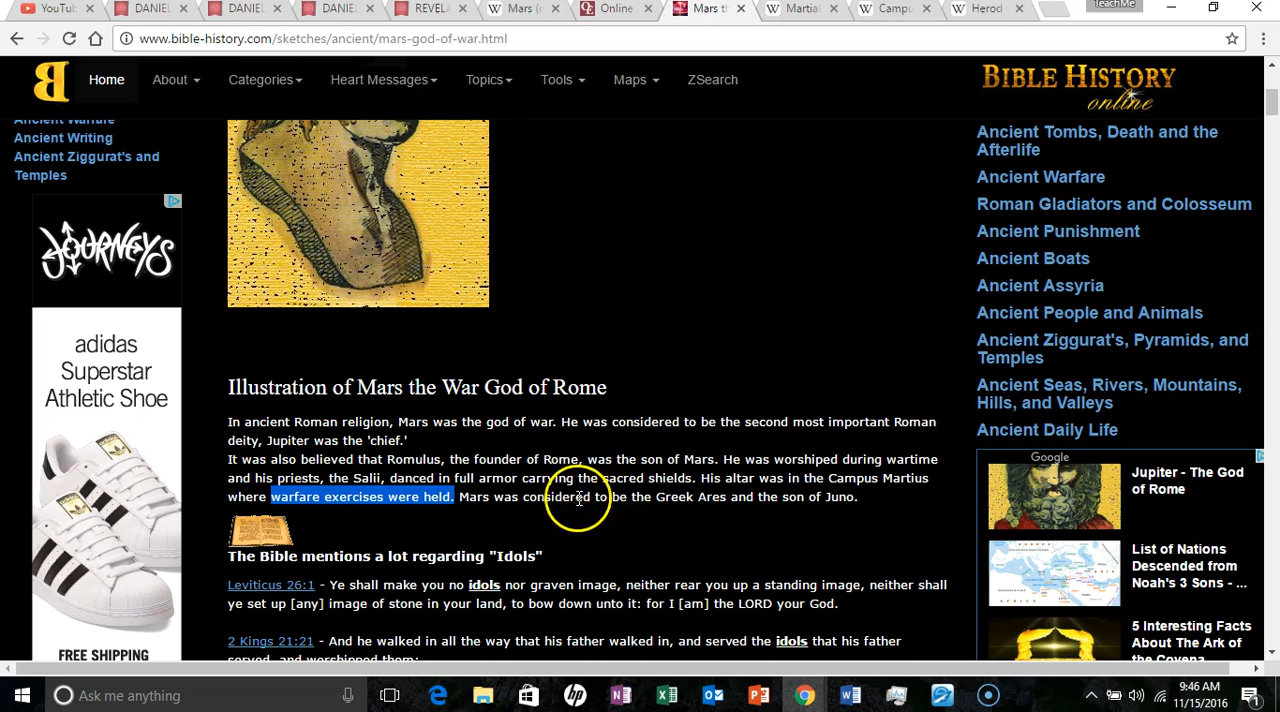 YouTub
DANIEL
DANIEL
DANIEL
REVELA
Mars (m
Online
Mars th
Martial
Campu
Herod
TeachMe
www.bible-history.com/sketches/ancient/mars-god-of-war.html
Home
About
Categories
Heart Messages
Topics
Tools
Maps
ZSearch
BIBLE HISTORY
online
Ancient Warfare
Ancient Writing
Ancient Ziggurat's and
Temples
JOURNEYS
adidas
Superstar
Athletic Shoe
FREE SHIPPING
Illustration of Mars the War God of Rome
In ancient Roman religion, Mars was the god of war. He was considered to be the second most important Roman
deity, Jupiter was the 'chief.'
It was also believed that Romulus, the founder of Rome, was the son of Mars. He was worshiped during wartime
and his priests, the Salii, danced in full armor carrying the sacred shields. His altar was in the Campus Martius
where warfare exercises were held. Mars was considered to be the Greek Ares and the son of Juno.
The Bible mentions a lot regarding "Idols"
Leviticus 26:1 - Ye shall make you no idols nor graven image, neither rear you up a standing image, neither shall
ye set up [any] image of stone in your land, to bow down unto it: for I [am] the LORD your God.
2 Kings 21:21 - And he walked in all the way that his father walked in, and served the idols that his father
served, and worshipped them:
Ancient Tombs, Death and the
Afterlife
Ancient Warfare
Roman Gladiators and Colosseum
Ancient Punishment
Ancient Boats
Ancient Assyria
Ancient People and Animals
Ancient Ziggurat's, Pyramids, and
Temples
Ancient Seas, Rivers, Mountains,
Hills, and Valleys
Ancient Daily Life
Google
Jupiter - The God
of Rome
List of Nations
Descended from
Noah's 3 Sons - ...
5 Interesting Facts
About The Ark of
the Covena
Ask me anything
9:46 AM
11/15/2016